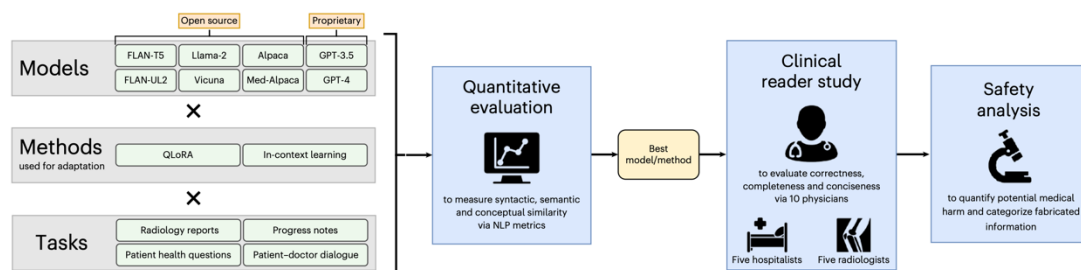 Open source
Proprietary
Models
FLAN-T5
Llama-2
Alpaca
GPT-3.5
FLAN-UL2
Vicuna
Med-Alpaca
GPT-4
×
Methods
used for adaptation
QLoRA
In-context learning
×
Tasks
Radiology reports
Progress notes
Patient health questions
Patient–doctor dialogue
Quantitative
evaluation
to measure syntactic, semantic
and conceptual similarity
via NLP metrics
Best
model/method
Clinical
reader study
to evaluate correctness,
completeness and conciseness
via 10 physicians
Five hospitalists
Five radiologists
Safety
analysis
to quantify potential medical
harm and categorize fabricated
information